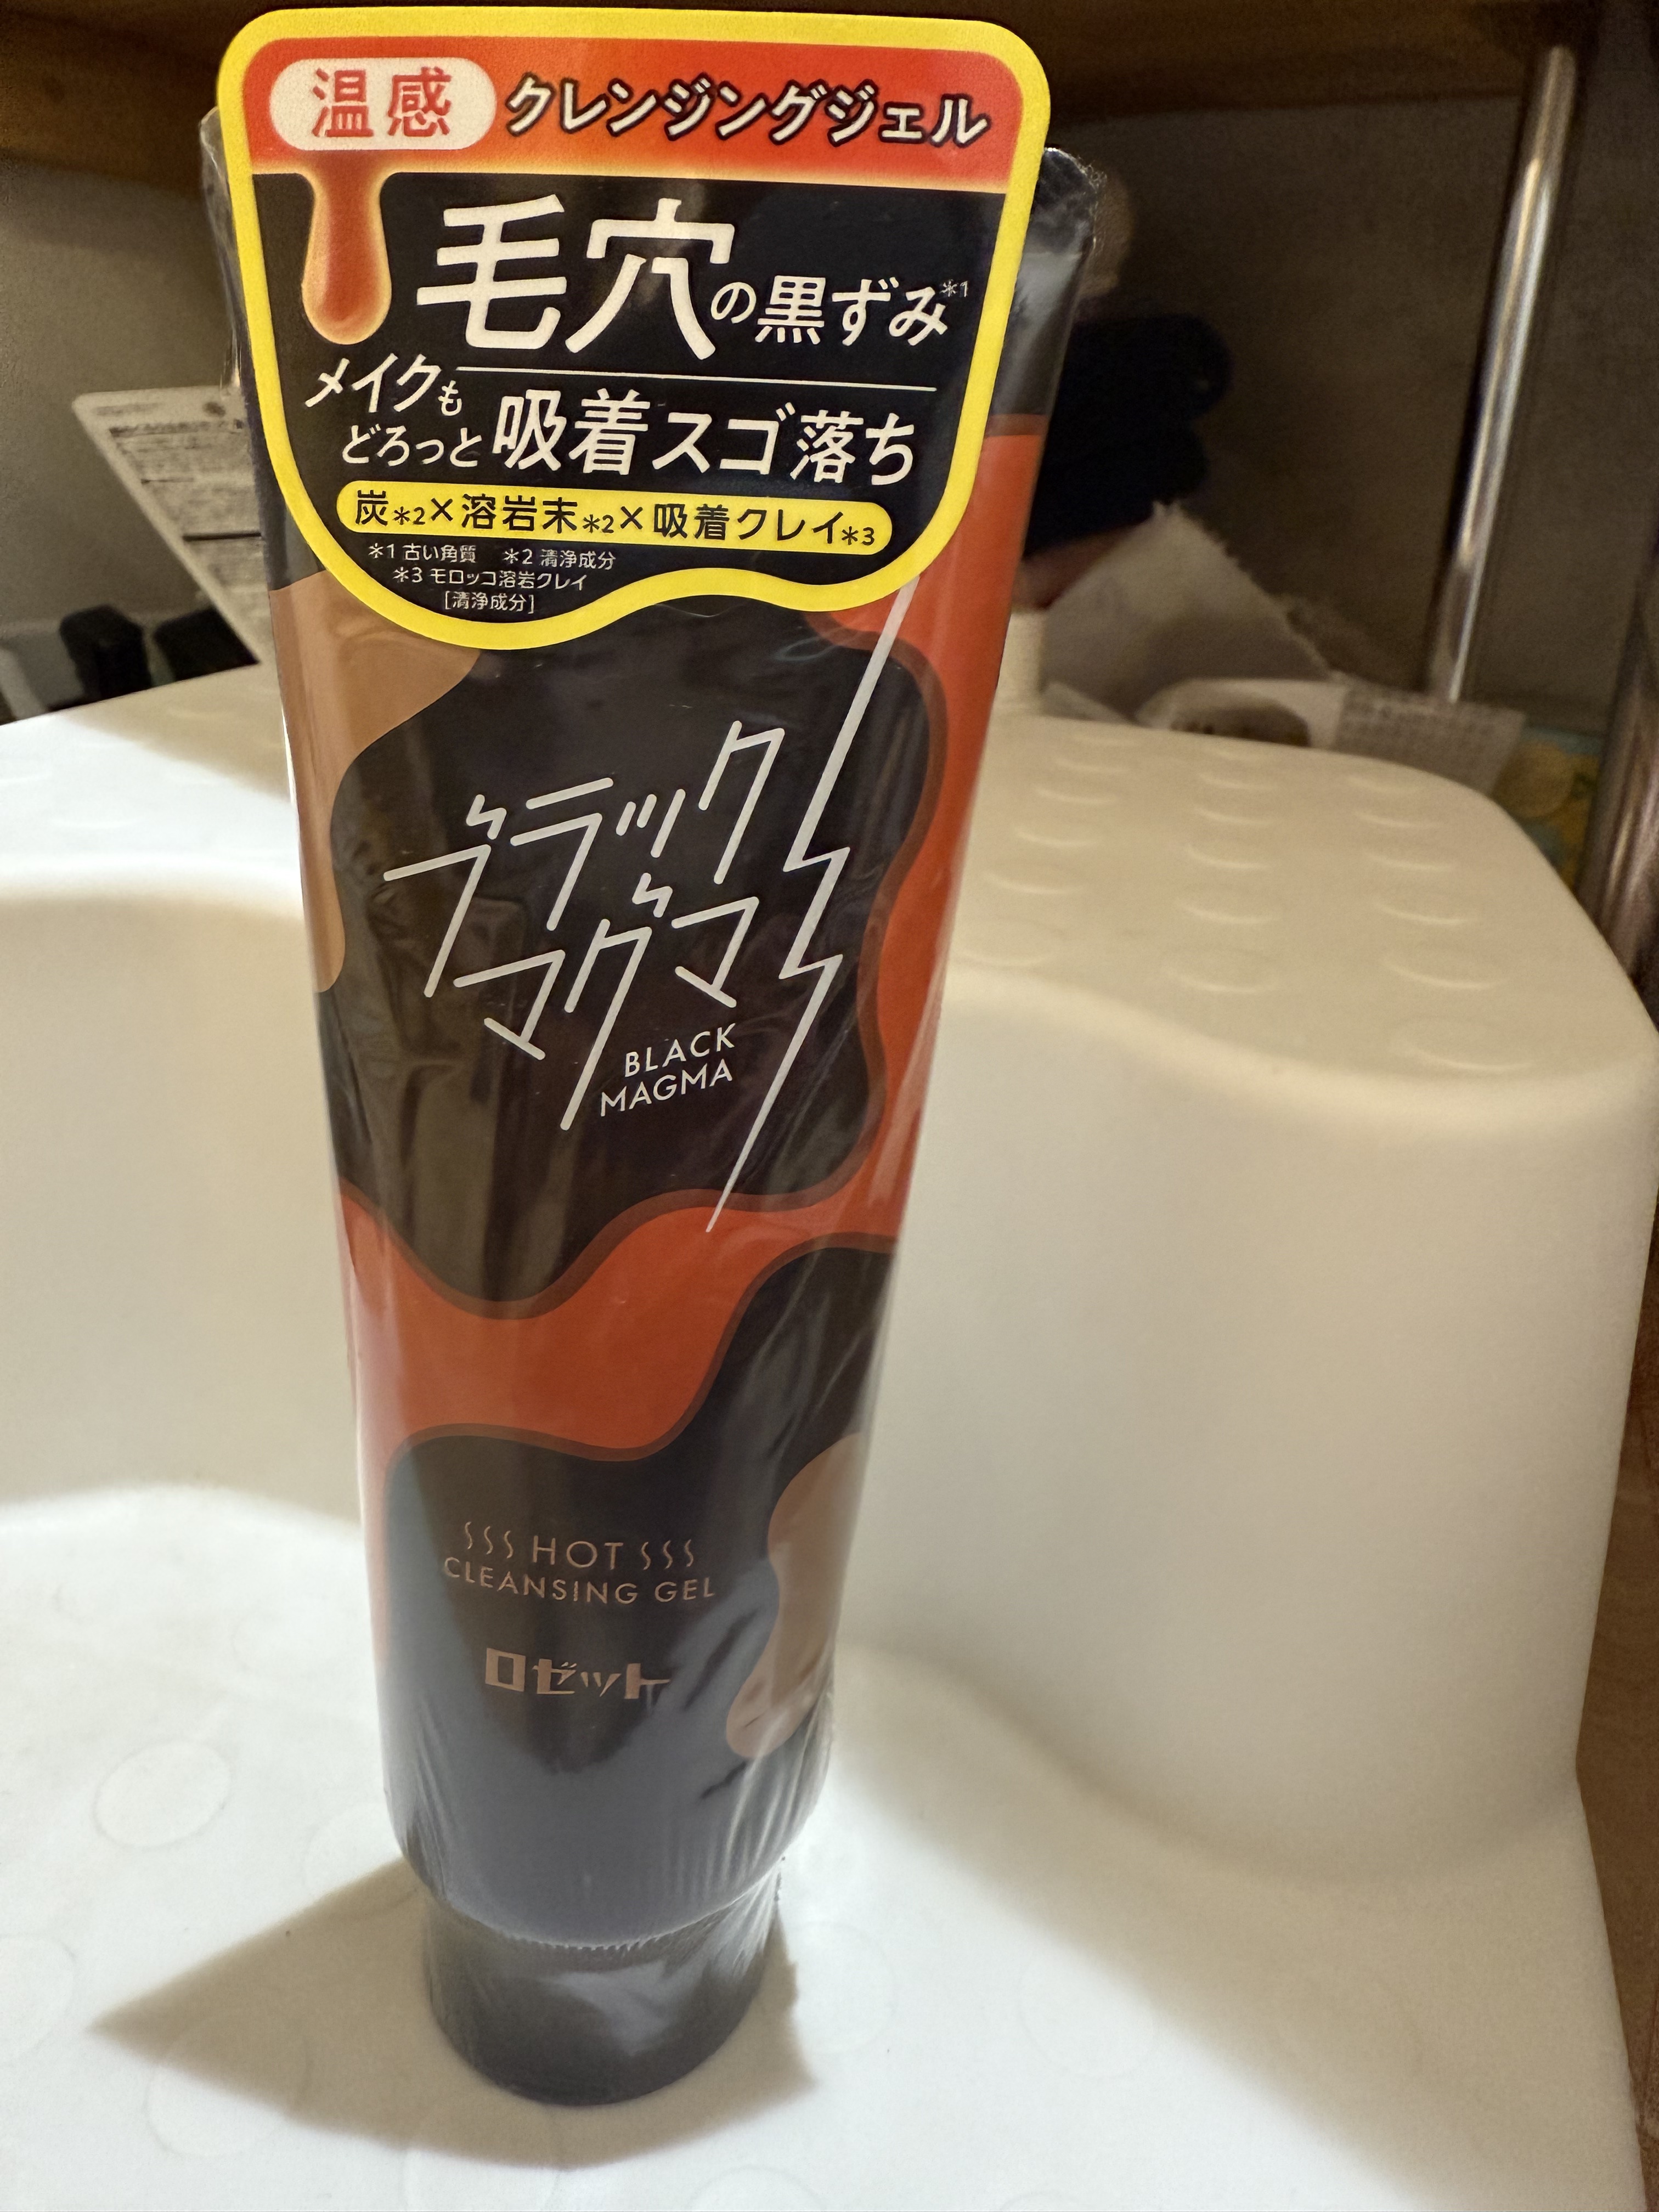 温感 クレンジングジェル
毛穴の黒ずみ*1
メイクも
どろっと吸着スゴ落ち
炭*2×溶岩末*2×吸着クレイ*3
*1 古い角質 *2 清浄成分
*3 モロッコ溶岩クレイ
[清浄成分]
ブラック
マグマ
BLACK
MAGMA
HOT
CLEANSING GEL
ロゼット